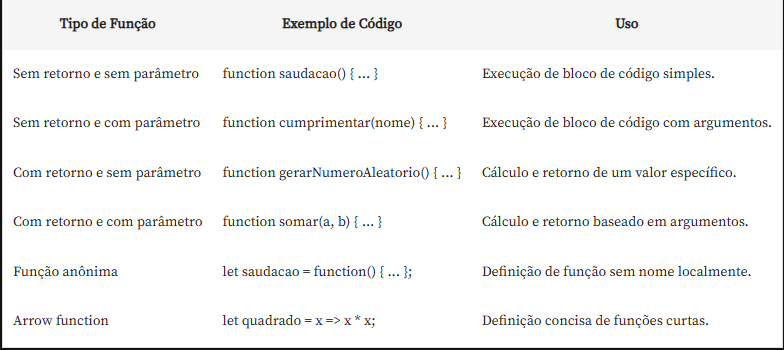 Tipo de Função Exemplo de Código Uso
Sem retorno e sem parâmetro function saudacao() { ... } Execução de bloco de código simples.
Sem retorno e com parâmetro function cumprimentar(nome) { ... } Execução de bloco de código com argumentos.
Com retorno e sem parâmetro function gerarNumeroAleatorio() { ... } Cálculo e retorno de um valor específico.
Com retorno e com parâmetro function somar(a, b) { ... } Cálculo e retorno baseado em argumentos.
Função anônima let saudacao = function() { ... }; Definição de função sem nome localmente.
Arrow function let quadrado = x => x * x; Definição concisa de funções curtas.